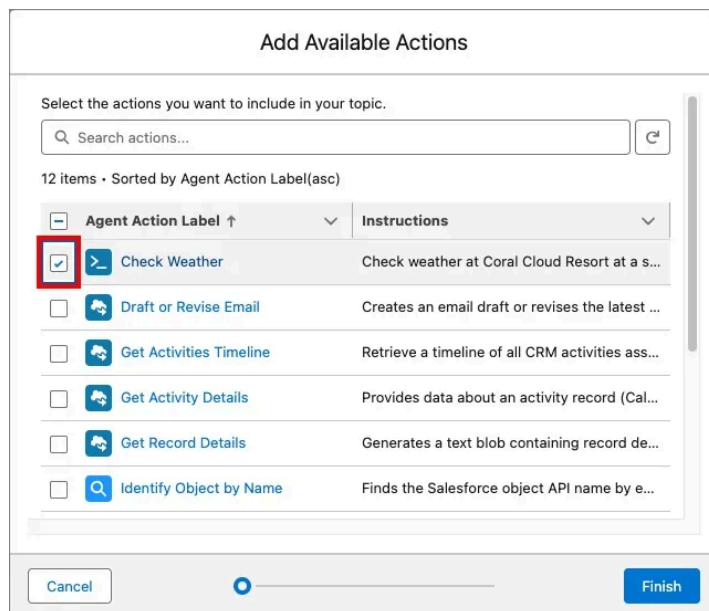 Add Available Actions
Select the actions you want to include in your topic.
Search actions...
12 items • Sorted by Agent Action Label(asc)
Agent Action Label ↑ Instructions
Check Weather Check weather at Coral Cloud Resort at a s...
Draft or Revise Email Creates an email draft or revises the latest ...
Get Activities Timeline Retrieve a timeline of all CRM activities ass...
Get Activity Details Provides data about an activity record (Cal...
Get Record Details Generates a text blob containing record de...
Identify Object by Name Finds the Salesforce object API name by e...
Cancel Finish